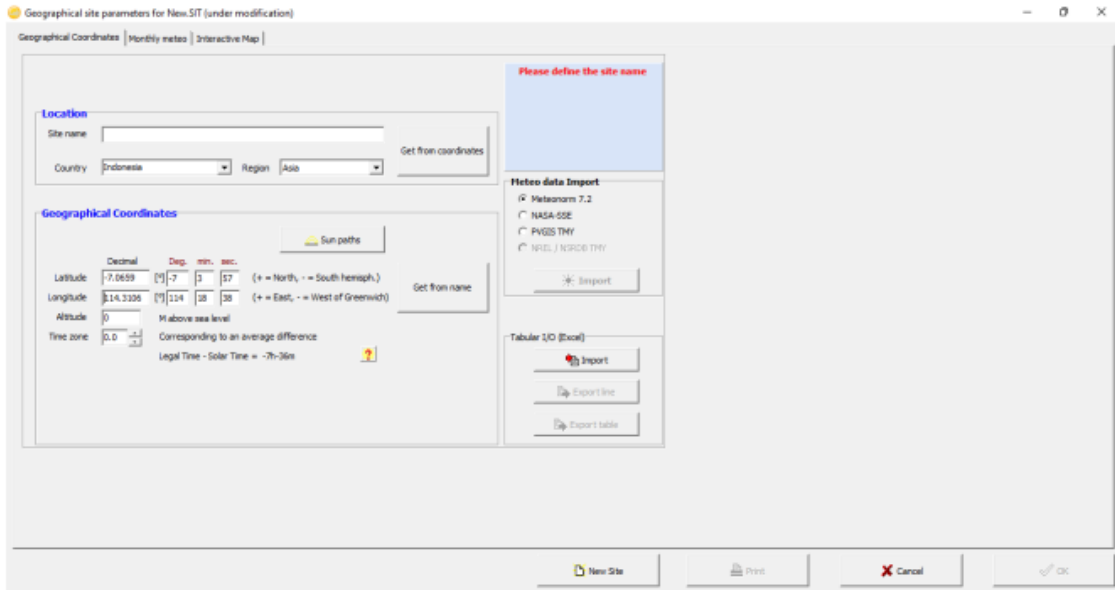 Geographical site parameters for New.SIT (under modification)
Geographical Coordinates Monthly meteo Interactive Map
Please define the site name
Location
Site name
Get from coordinates
Country Indonesia Region Asia
Meteo data Import
Meteonorm 7.2
NASA-SSE
PVGIS TMY
NREL / NSRDB TMY
Import
Geographical Coordinates
Sun paths
Decimal Deg. min. sec.
Latitude -7.0659 [°] -7 3 57 (+ = North, - = South hemisph.)
Get from name
Longitude 114.3106 [°] 114 18 38 (+ = East, - = West of Greenwich)
Altitude 0 M above sea level
Time zone 0.0 Corresponding to an average difference
Legal Time - Solar Time = -7h-36m ?
Tabular I/O (Excel)
Import
Export line
Export table
New Site Print Cancel OK